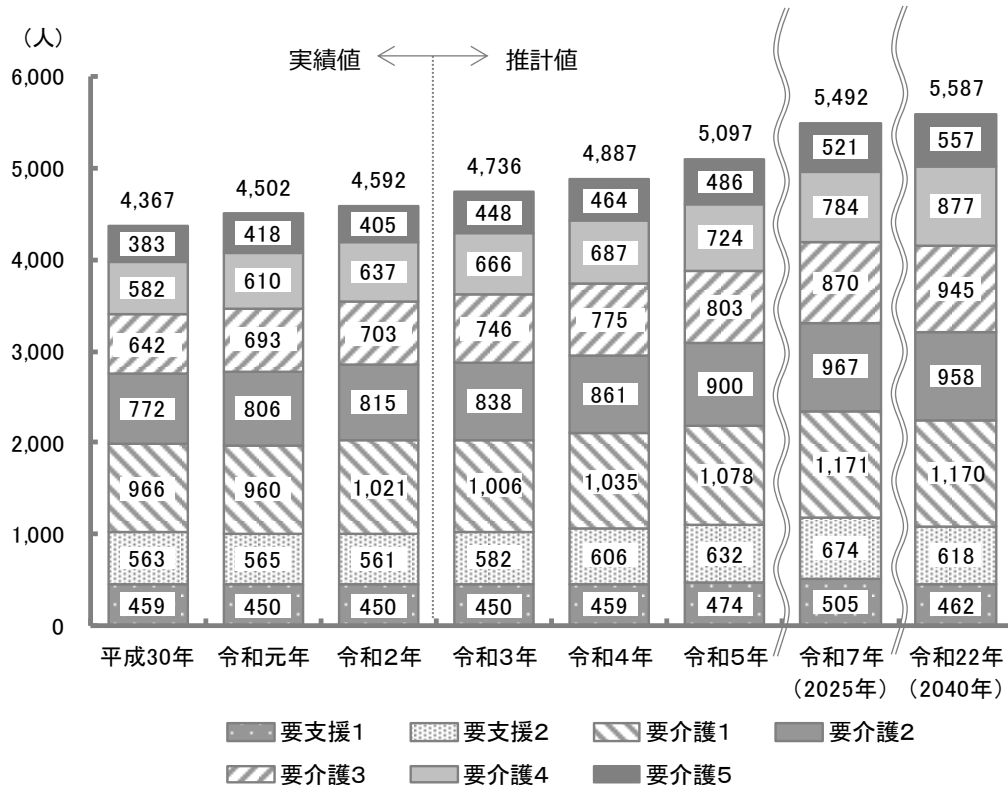 （人）
実績値 推計値
6,000
5,000
4,000
3,000
2,000
1,000
0
4,367 4,502 4,592 4,736 4,887 5,097 5,492 5,587
383 418 405 448 464 486 521 557
582 610 637 666 687 724 784 877
642 693 703 746 775 803 870 945
772 806 815 838 861 900 967 958
966 960 1,021 1,006 1,035 1,078 1,171 1,170
563 565 561 582 606 632 674 618
459 450 450 450 459 474 505 462
平成30年 令和元年 令和2年 令和3年 令和4年 令和5年 令和7年 令和22年
（2025年） （2040年）
要支援1 要支援2 要介護1 要介護2
要介護3 要介護4 要介護5